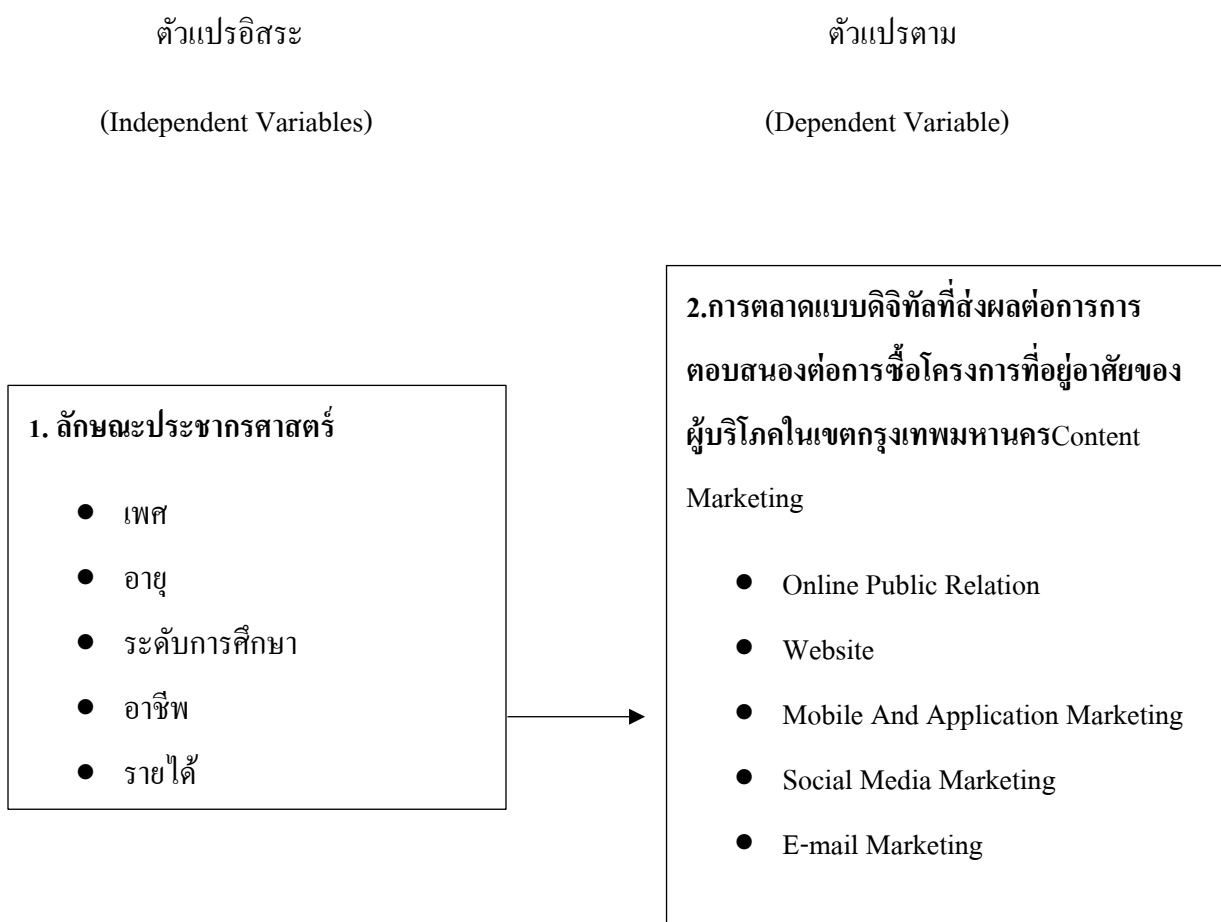 ตัวแปรอิสระ
ตัวแปรตาม
(Independent Variables)
(Dependent Variable)
1. ลักษณะประชากรศาสตร์
● เพศ
● อายุ
● ระดับการศึกษา
● อาชีพ
● รายได้
2.การตลาดแบบดิจิทัลที่ส่งผลต่อการการ
ตอบสนองต่อการซื้อโครงการที่อยู่อาศัยของ
ผู้บริโภคในเขตกรุงเทพมหานครContent
Marketing
● Online Public Relation
● Website
● Mobile And Application Marketing
● Social Media Marketing
● E-mail Marketing